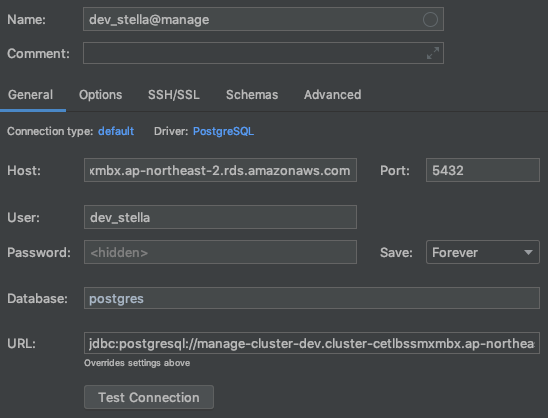 Name: dev_stella@manage
Comment:
General Options SSH/SSL Schemas Advanced
Connection type: default Driver: PostgreSQL
Host: xmbx.ap-northeast-2.rds.amazonaws.com Port: 5432
User: dev_stella
Password: <hidden> Save: Forever
Database: postgres
URL: jdbc:postgresql://manage-cluster-dev.cluster-cetlbssmxmbx.ap-northea
Overrides settings above
Test Connection